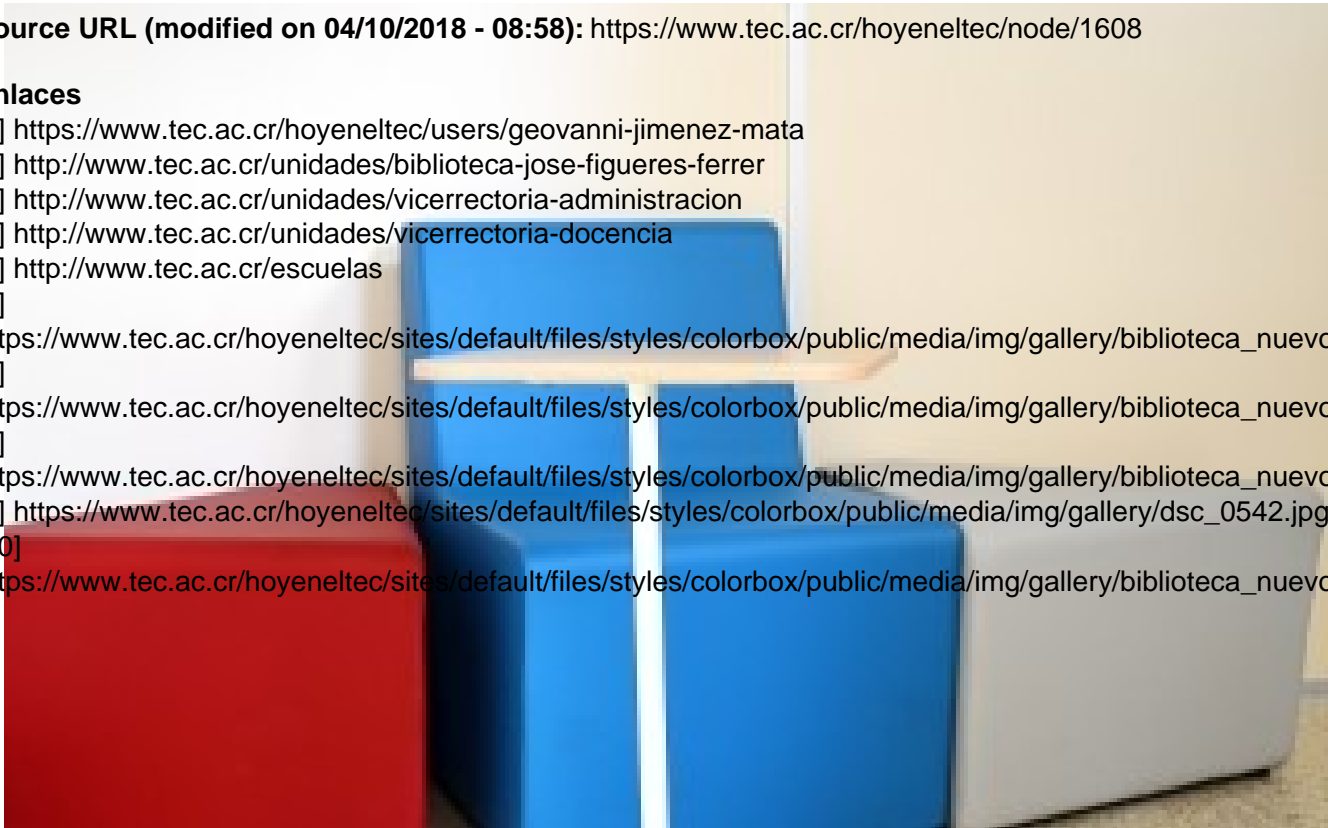 ource URL (modified on 04/10/2018 - 08:58): https://www.tec.ac.cr/hoyeneltec/node/1608
nlaces
] https://www.tec.ac.cr/hoyeneltec/users/geovanni-jimenez-mata
] http://www.tec.ac.cr/unidades/biblioteca-jose-figueres-ferrer
] http://www.tec.ac.cr/unidades/vicerrectoria-administracion
] http://www.tec.ac.cr/unidades/vicerrectoria-docencia
] http://www.tec.ac.cr/escuelas
]
tps://www.tec.ac.cr/hoyeneltec/sites/default/files/styles/colorbox/public/media/img/gallery/biblioteca_nuevo
]
tps://www.tec.ac.cr/hoyeneltec/sites/default/files/styles/colorbox/public/media/img/gallery/biblioteca_nuevo
]
tps://www.tec.ac.cr/hoyeneltec/sites/default/files/styles/colorbox/public/media/img/gallery/biblioteca_nuevo
] https://www.tec.ac.cr/hoyeneltec/sites/default/files/styles/colorbox/public/media/img/gallery/dsc_0542.jpg
0]
tps://www.tec.ac.cr/hoyeneltec/sites/default/files/styles/colorbox/public/media/img/gallery/biblioteca_nuevo